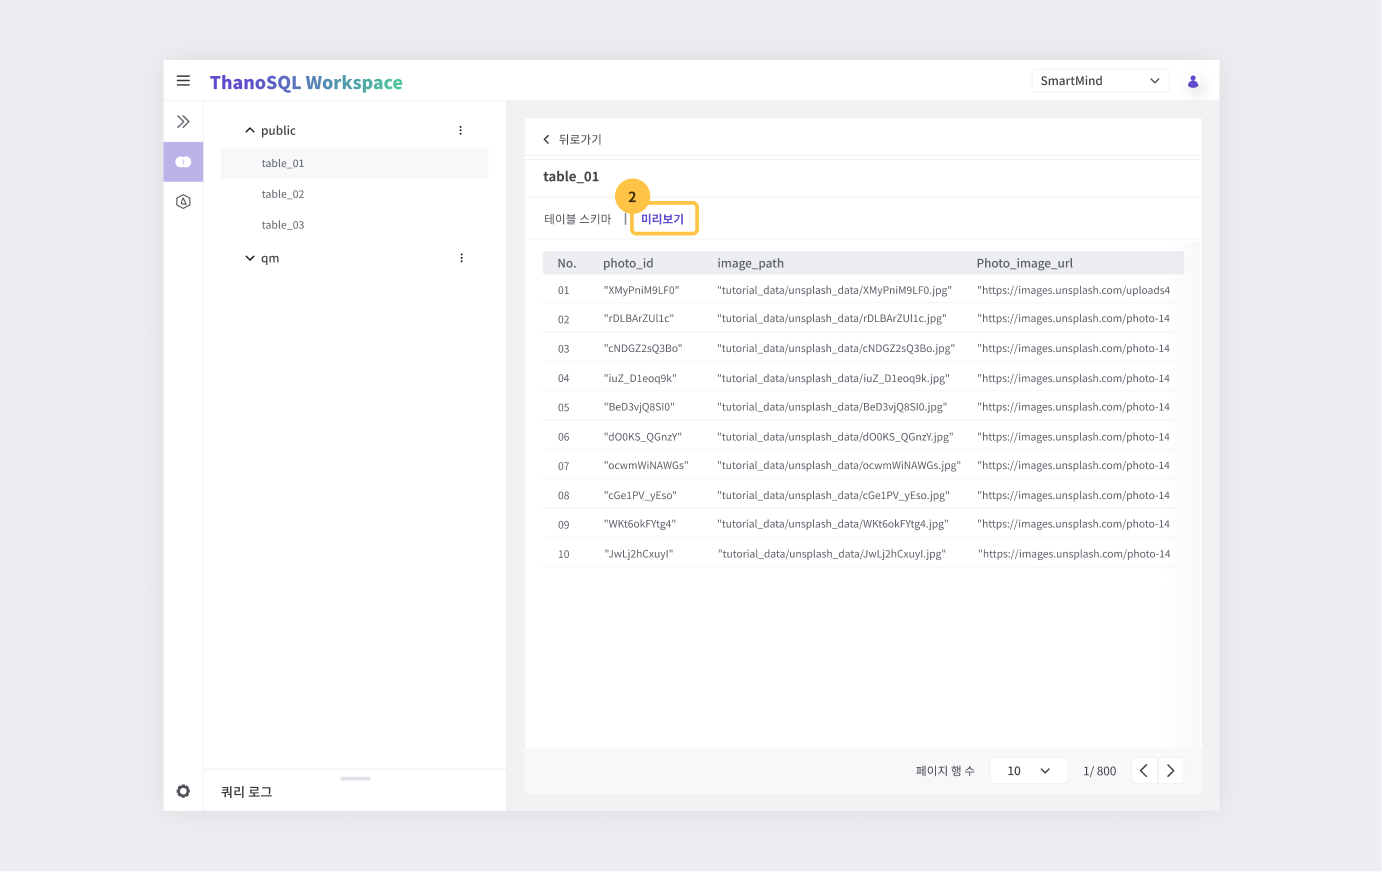 ThanoSQL Workspace
SmartMind
public
table_01
table_02
table_03
qm
쿼리 로그
뒤로가기
table_01
2
테이블 스키마 | 미리보기
No. photo_id image_path Photo_image_url
01 "XMyPniM9LF0" "tutorial_data/unsplash_data/XMyPniM9LF0.jpg" "https://images.unsplash.com/uploads4
02 "rDLBArZUl1c" "tutorial_data/unsplash_data/rDLBArZUl1c.jpg" "https://images.unsplash.com/photo-14
03 "cNDGZ2sQ3Bo" "tutorial_data/unsplash_data/cNDGZ2sQ3Bo.jpg" "https://images.unsplash.com/photo-14
04 "iuZ_D1eoq9k" "tutorial_data/unsplash_data/iuZ_D1eoq9k.jpg" "https://images.unsplash.com/photo-14
05 "BeD3vjQ8SI0" "tutorial_data/unsplash_data/BeD3vjQ8SI0.jpg" "https://images.unsplash.com/photo-14
06 "dO0KS_QGnzY" "tutorial_data/unsplash_data/dO0KS_QGnzY.jpg" "https://images.unsplash.com/photo-14
07 "ocwmWiNAWGs" "tutorial_data/unsplash_data/ocwmWiNAWGs.jpg" "https://images.unsplash.com/photo-14
08 "cGe1PV_yEso" "tutorial_data/unsplash_data/cGe1PV_yEso.jpg" "https://images.unsplash.com/photo-14
09 "WKt6okFYtg4" "tutorial_data/unsplash_data/WKt6okFYtg4.jpg" "https://images.unsplash.com/photo-14
10 "JwLj2hCxuyI" "tutorial_data/unsplash_data/JwLj2hCxuyI.jpg" "https://images.unsplash.com/photo-14
페이지 행 수 10 1/ 800